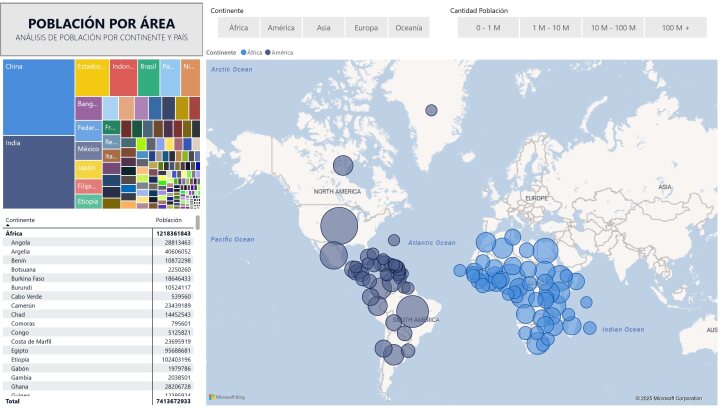 POBLACIÓN POR ÁREA
ANÁLISIS DE POBLACIÓN POR CONTINENTE Y PAÍS
Continente
África
América
Asia
Europa
Oceanía
Cantidad Población
0 - 1 M
1 M - 10 M
10 M - 100 M
100 M +
Continente África América
China
Estados...
Indon...
Brasil
Pa...
Ni...
Bang...
Feder...
Fr...
México
Re...
Ita...
India
Japón
Filipi...
Etiopía
Continente Población
África 1218361843
Angola 28813463
Argelia 40606052
Benin 10872298
Botsuana 2250260
Burkina Faso 18646433
Burundi 10524117
Cabo Verde 539560
Camerún 23439189
Chad 14452543
Comoras 795601
Congo 5125821
Costa de Marfil 23695919
Egipto 95688681
Etiopía 102403196
Gabón 1979786
Gambia 2038501
Ghana 28206728
Total 7413672933
Arctic Ocean
NORTH AMERICA
EUROPE
ASIA
Pacific Ocean
Atlantic Ocean
SOUTH AMERICA
Indian Ocean
AUS
Microsoft Bing
© 2025 Microsoft Corporation